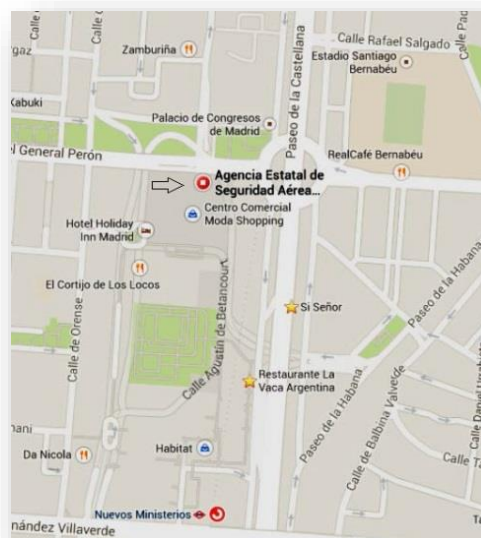 Calle Rafael Salgado
Zamburiña
Estadio Santiago
Bernabéu
Paseo de la Castellana
Kabuki
Palacio de Congresos
de Madrid
el General Perón
RealCafé Bernabéu
Agencia Estatal de
Seguridad Aérea...
Centro Comercial
Moda Shopping
Hotel Holiday
Inn Madrid
El Cortijo de Los Locos
Calle de Orense
Calle Agustín de Betancourt
Si Señor
Paseo de la Habana
Restaurante La
Vaca Argentina
Paseo de la Habana
Calle de Balbina Valverde
Habitat
Da Nicola
Calle T
Nuevos Ministerios
nández Villaverde